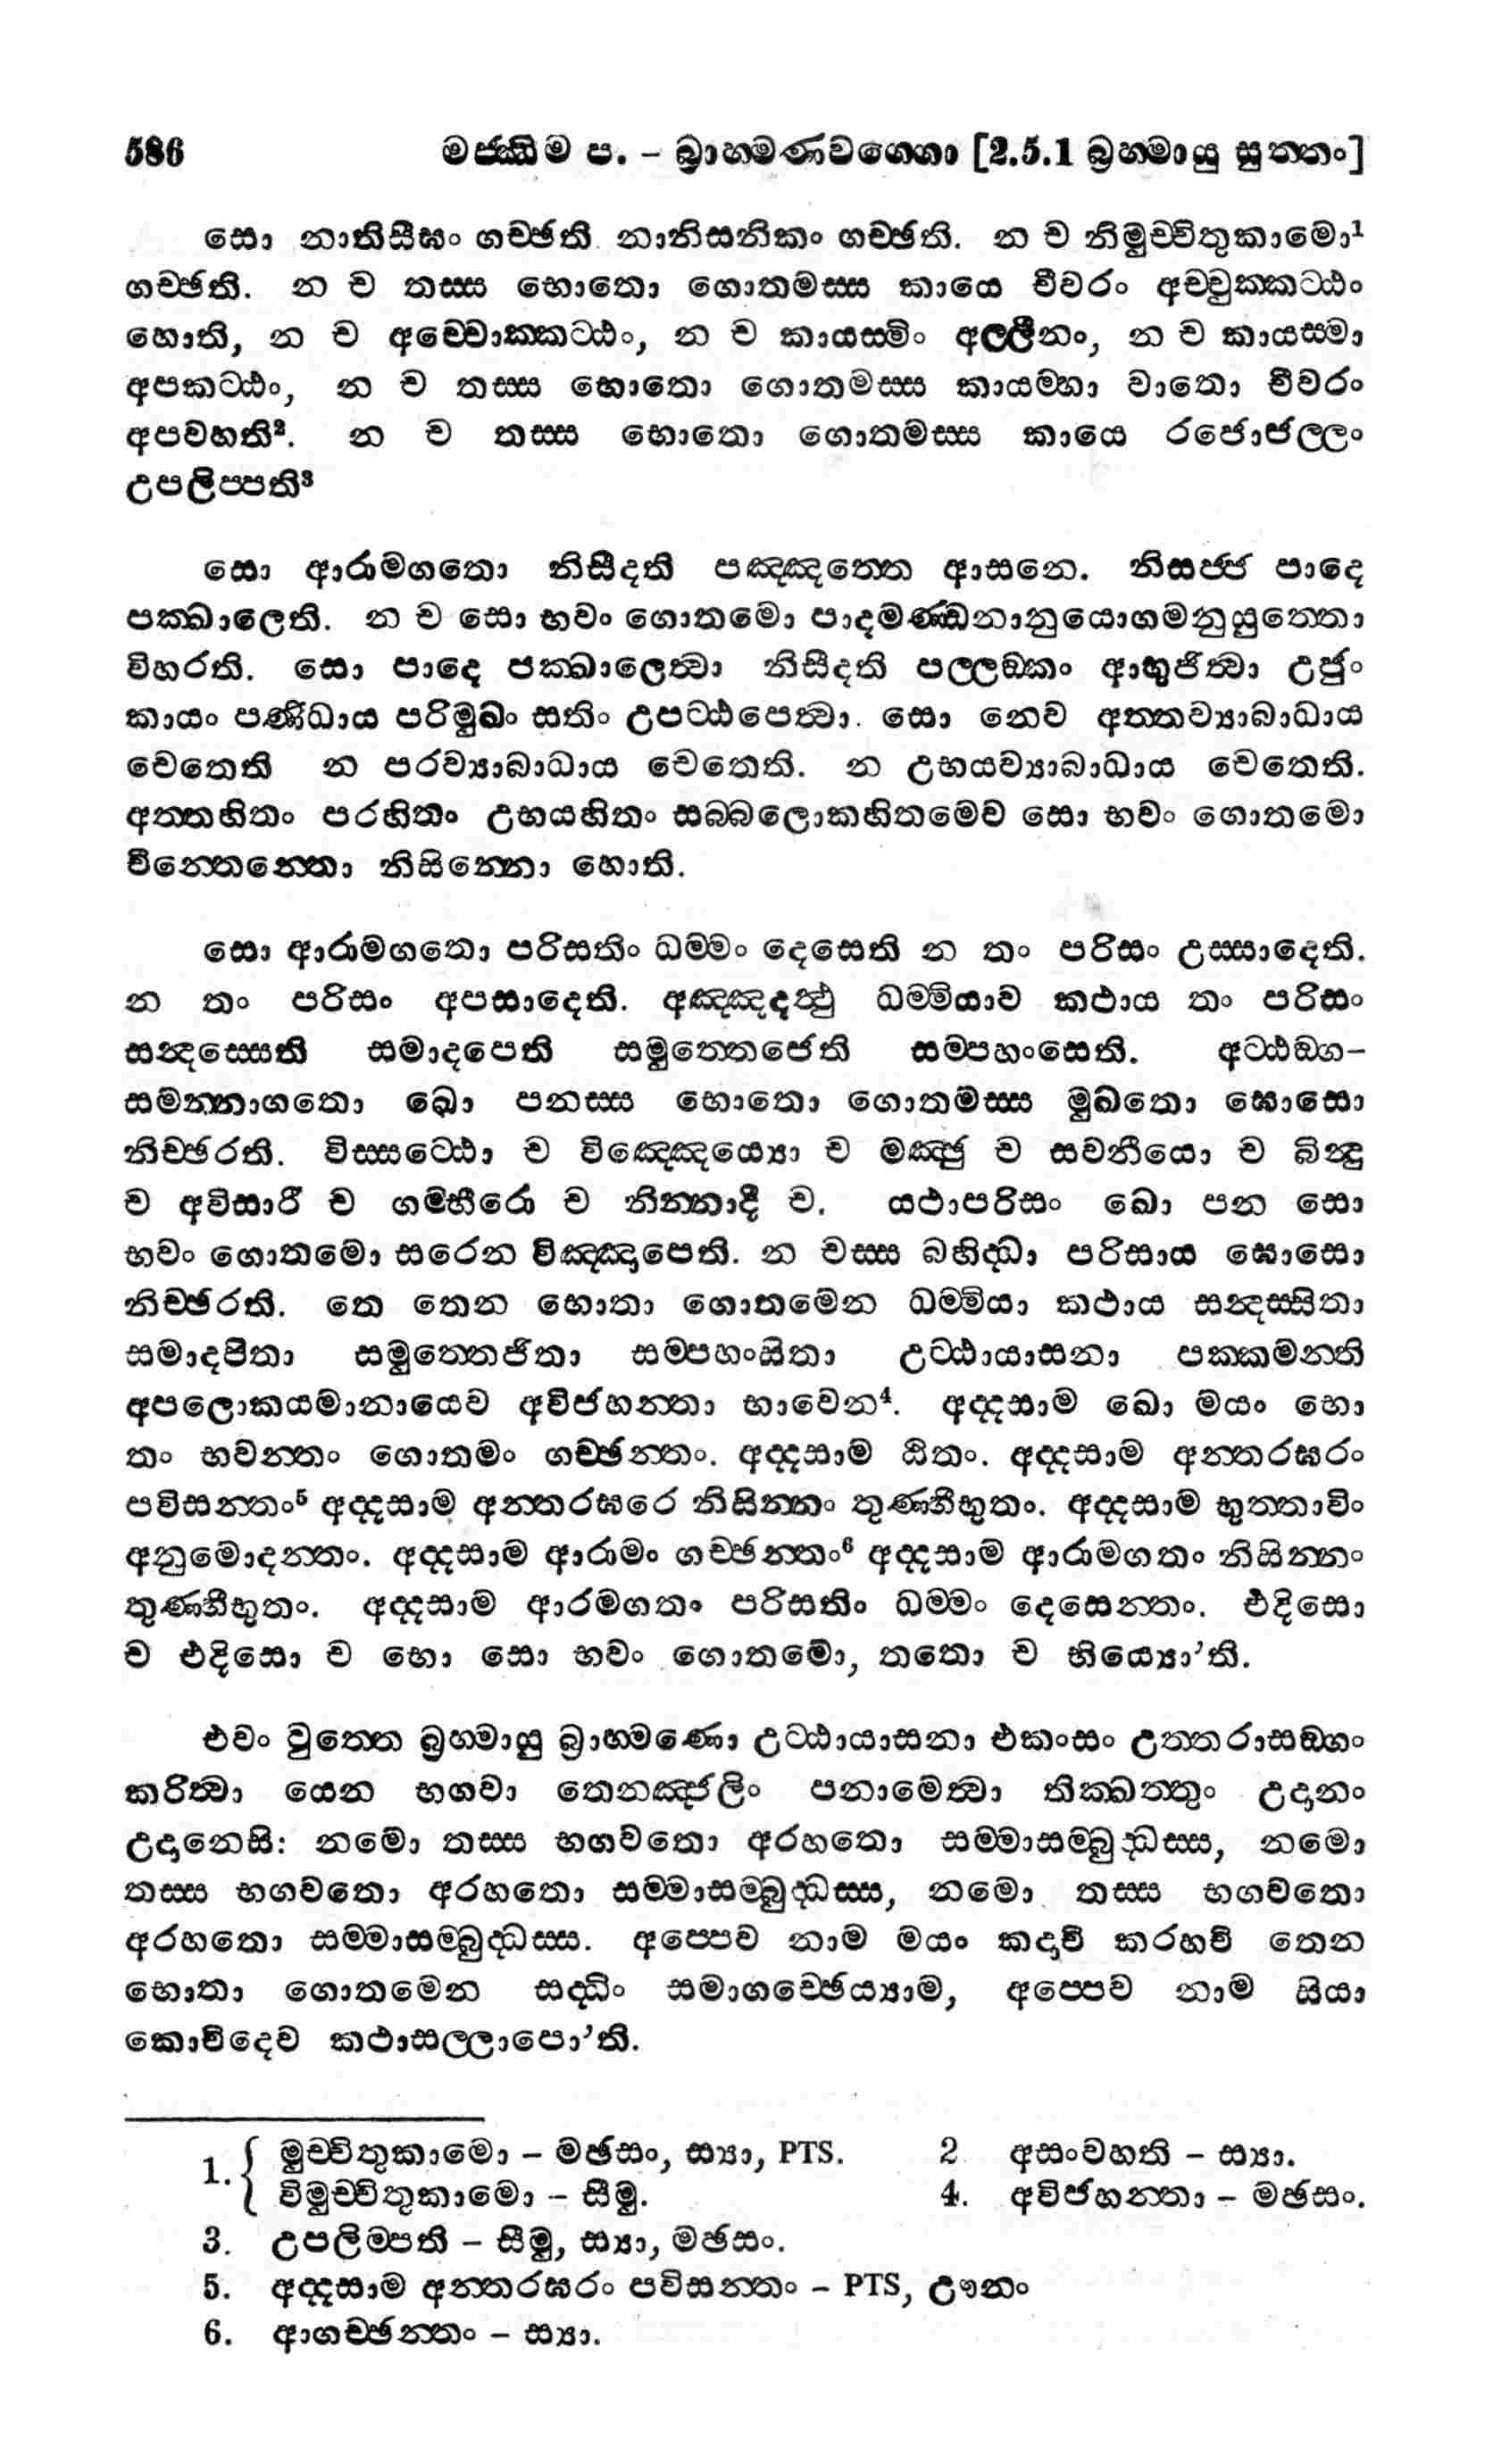 586 මජ්ඣිම ප. – බ්‍රාහ්මණවග්ගො [2.5.1 බ්‍රහ්මායු සුත්තං]
සො නාතිසීඝං ගච්ඡති නානිසනිකං ගච්ඡති. න ච නිමුච්චිතුකාමො1
ගච්ඡති. න ච තස්ස භොතො ගොතමස්ස කායෙ චීවරං අච්චුක්කට්ඨං
හොති, න ච අච්චොක්කට්ඨං, න ච කායස්මිං අල්ලීනං, න ච කායස්මා
අපකට්ඨං, න ච තස්ස භොතො ගොතමස්ස කායම්හා වාතො චීවරං
අපවහති2. න ච තස්ස භොතො ගොතමස්ස කායෙ රජොජල්ලං
උපලිප්පති3
සො ආරාමගතො නිසීදති පඤ්ඤත්තෙ ආසනෙ. නිසජ්ජ පාදෙ
පක්ඛාලෙති. න ච සො භවං ගොතමො පාදමණ්ඩනානුයොගමනුයුත්තො
විහරති. සො පාදෙ පක්ඛාලෙත්වා නිසීදති පල්ලඞ්කං ආභුජිත්වා උජුං
කායං පණිධාය පරිමුඛං සතිං උපට්ඨපෙත්වා. සො නෙව අත්තව්‍යාබාධාය
චෙතෙති න පරව්‍යාබාධාය චෙතෙති. න උභයව්‍යාබාධාය චෙතෙති.
අත්තහිතං පරහිතං උභයහිතං සබ්බලොකහිතමෙව සො භවං ගොතමො
චින්තෙන්තො නිසින්නො හොති.
සො ආරාමගතො පරිසතිං ධම්මං දෙසෙති න තං පරිසං උස්සාදෙති.
න තං පරිසං අපසාදෙති. අඤ්ඤදත්ථු ධම්මියාව කථාය තං පරිසං
සන්දස්සෙති සමාදපෙති සමුත්තෙජෙති සම්පහංසෙති. අට්ඨඞ්ග-
සමන්නාගතො ඛො පනස්ස භොතො ගොතමස්ස මුඛතො ඝොසො
නිච්ඡරති. විස්සට්ඨො ච විඤ්ඤෙය්‍යො ච මඤ්ජු ච සවනීයො ච බින්දු
ච අවිසාරී ච ගම්භීරො ච නින්නාදී ච. යථාපරිසං ඛො පන සො
භවං ගොතමො සරෙන විඤ්ඤාපෙති. න චස්ස බහිද්ධා පරිසාය ඝොසො
නිච්ඡරති. තෙ තෙන භොතා ගොතමෙන ධම්මියා කථාය සන්දස්සිතා
සමාදපිතා සමුත්තෙජිතා සම්පහංසිතා උට්ඨායාසනා පක්කමන්ති
අපලොකයමානායෙව අවිජහන්තා භාවෙන4. අද්දසාම ඛො මයං භො
තං භවන්තං ගොතමං ගච්ඡන්තං. අද්දසාම ඨිතං. අද්දසාම අන්තරඝරං
පවිසන්තං5 අද්දසාම අන්තරඝරෙ නිසින්නං තුණ්හීභූතං. අද්දසාම භුත්තාවිං
අනුමොදන්තං. අද්දසාම ආරාමං ගච්ඡන්තං6 අද්දසාම ආරාමගතං නිසින්නං
තුණ්හීභූතං. අද්දසාම ආරමගතං පරිසතිං ධම්මං දෙසෙන්තං. එදිසො
ච එදිසො ච භො සො භවං ගොතමො, තතො ච භිය්‍යො’ති.
එවං වුත්තෙ බ්‍රහ්මායු බ්‍රාහ්මණො උට්ඨායාසනා එකංසං උත්තරාසඞ්ගං
කරිත්වා යෙන භගවා තෙනඤ්ජලිං පනාමෙත්වා තික්ඛත්තුං උදානං
උදානෙසි: නමො තස්ස භගවතො අරහතො සම්මාසම්බුද්ධස්ස, නමො
තස්ස භගවතො අරහතො සම්මාසම්බුද්ධස්ස, නමො තස්ස භගවතො
අරහතො සම්මාසම්බුද්ධස්ස. අප්පෙව නාම මයං කදාචි කරහචි තෙන
භොතා ගොතමෙන සද්ධිං සමාගච්ඡෙය්‍යාම, අප්පෙව නාම සියා
කොචිදෙව කථාසල්ලාපො’ති.
1. { මුච්චිතුකාමො – මඡසං, ස්‍යා, PTS. 2 අසංවහති – ස්‍යා.
විමුච්චිතුකාමො – සීමු. 4. අවිජහන්තා – මඡසං.
3. උපලිම්පති – සීමු, ස්‍යා, මඡසං.
5. අද්දසාම අන්තරඝරං පවිසන්තං – PTS, ඌනං
6. ආගච්ඡන්තං – ස්‍යා.